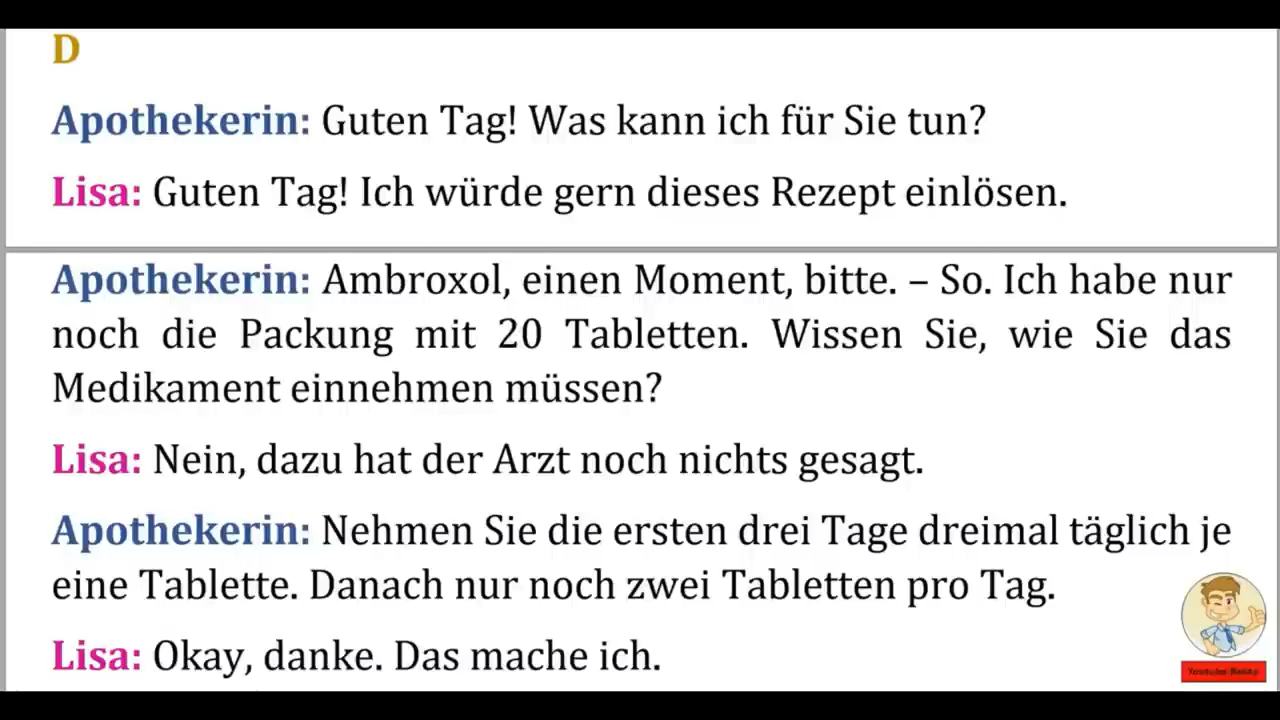 D
Apothekerin: Guten Tag! Was kann ich für Sie tun?
Lisa: Guten Tag! Ich würde gern dieses Rezept einlösen.
Apothekerin: Ambroxol, einen Moment, bitte. – So. Ich habe nur
noch die Packung mit 20 Tabletten. Wissen Sie, wie Sie das
Medikament einnehmen müssen?
Lisa: Nein, dazu hat der Arzt noch nichts gesagt.
Apothekerin: Nehmen Sie die ersten drei Tage dreimal täglich je
eine Tablette. Danach nur noch zwei Tabletten pro Tag.
Lisa: Okay, danke. Das mache ich.